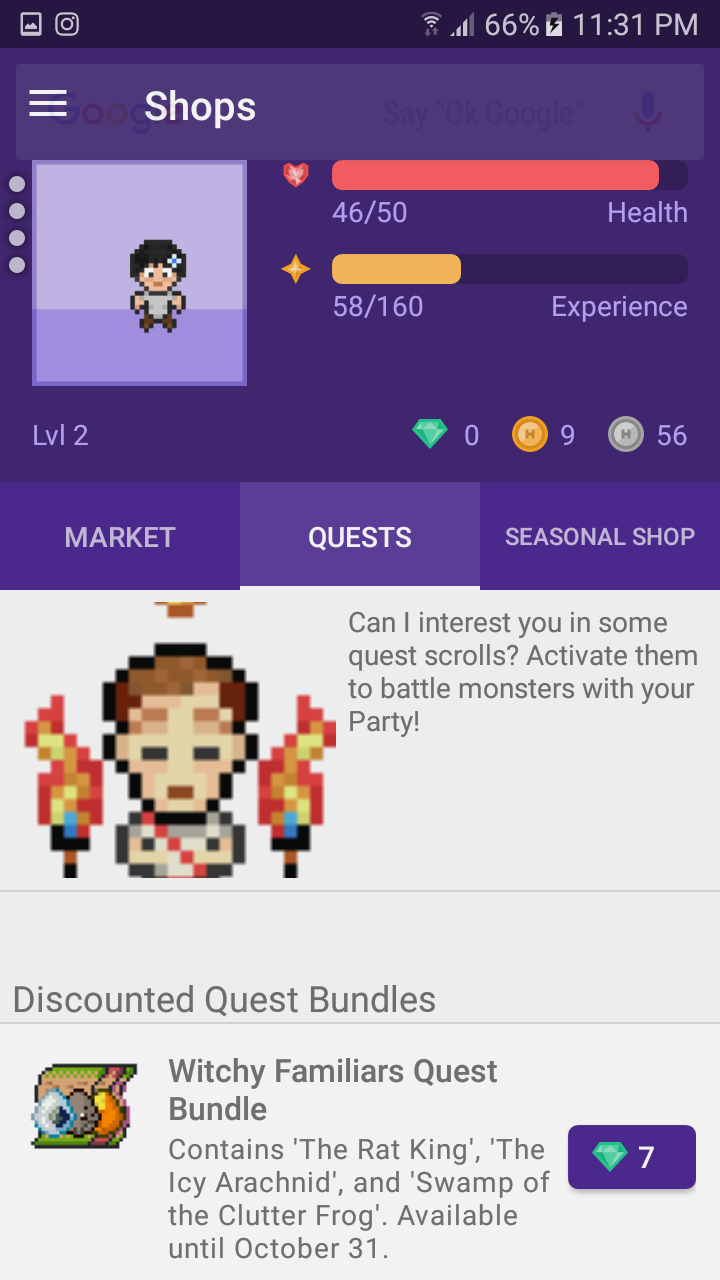 66% 11:31 PM
Google Say "Ok Google"
Shops
46/50 Health
58/160 Experience
Lvl 2 0 9 56
MARKET QUESTS SEASONAL SHOP
Can I interest you in some
quest scrolls? Activate them
to battle monsters with your
Party!
Discounted Quest Bundles
Witchy Familiars Quest
Bundle
Contains 'The Rat King', 'The
Icy Arachnid', and 'Swamp of
the Clutter Frog'. Available
until October 31.
7